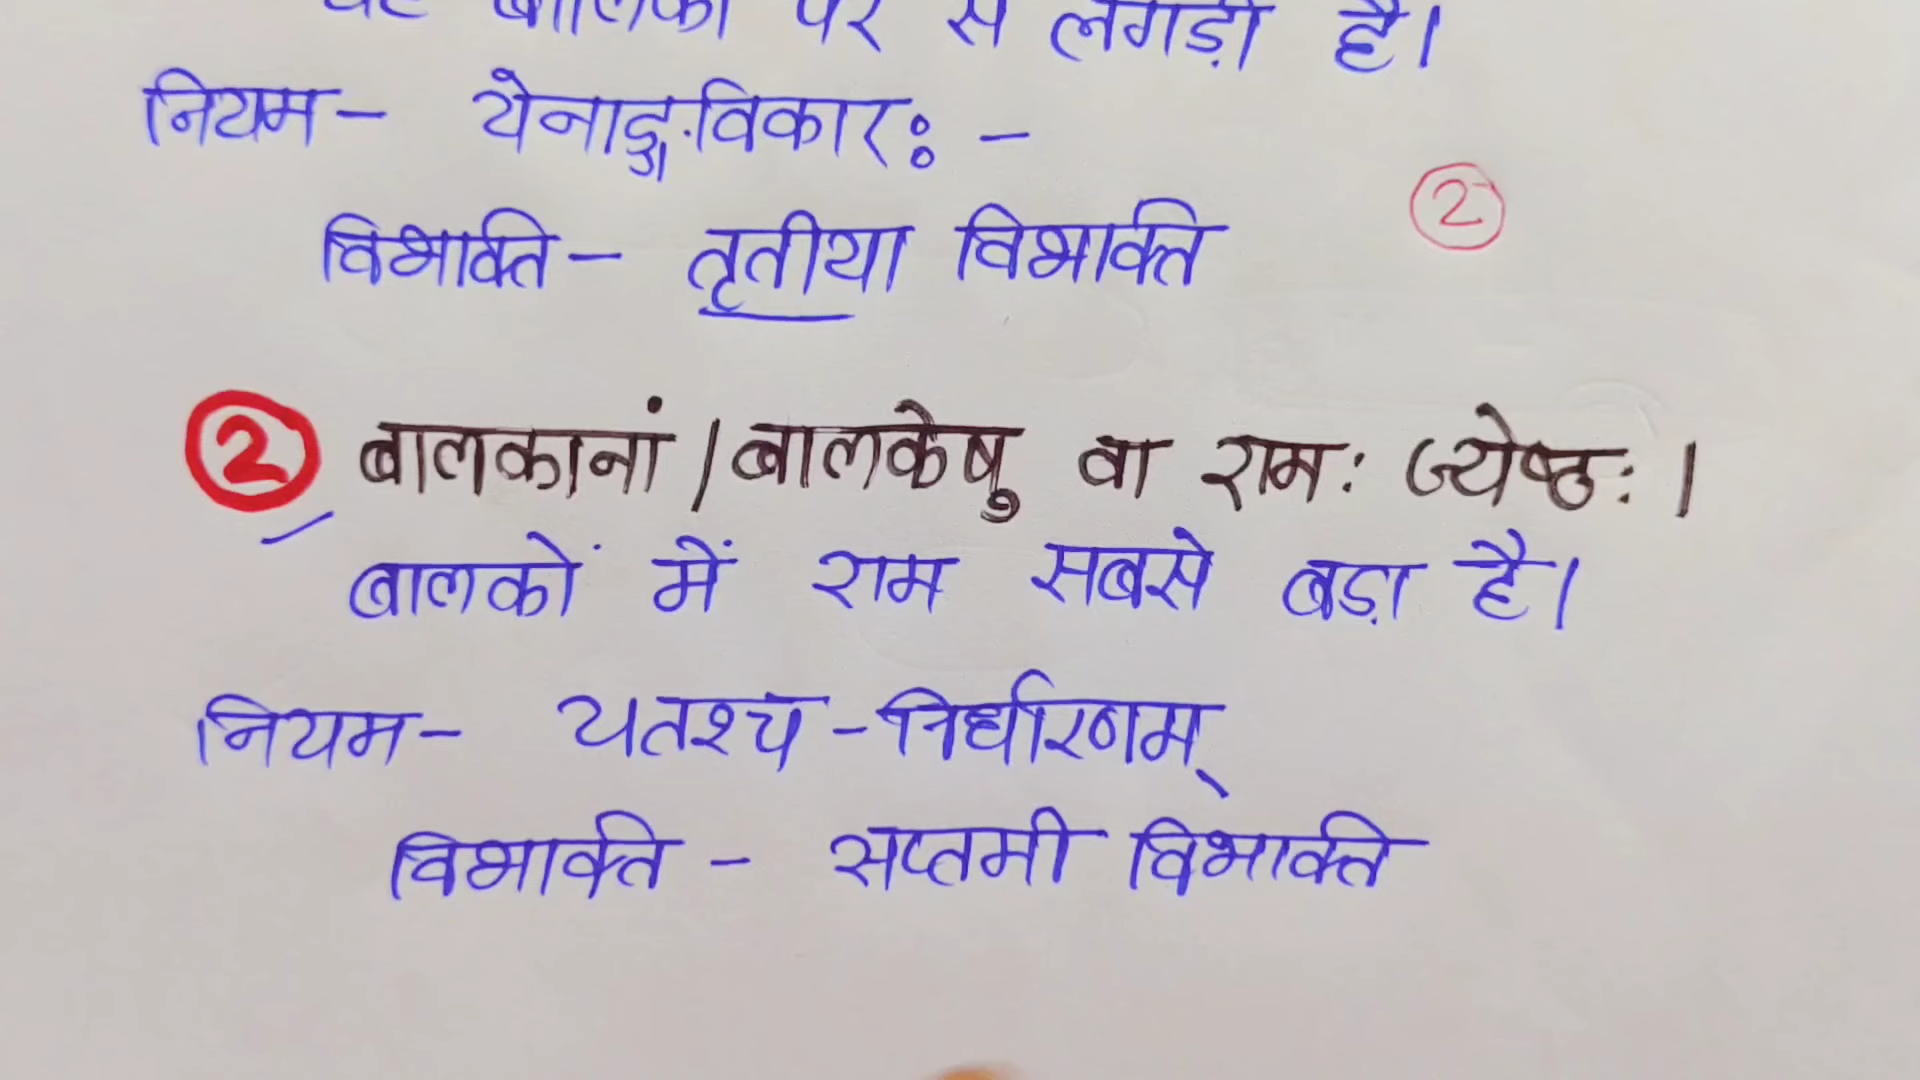 यह बालिका पैर से लंगड़ी है।
नियम - येनाङ्गविकारः -
②
विभक्ति - तृतीया विभक्ति
② बालकानां / बालकेषु वा रामः ज्येष्ठः ।
बालकों में राम सबसे बड़ा है।
नियम - यतश्च - निर्धारणम्
विभक्ति - सप्तमी विभक्ति